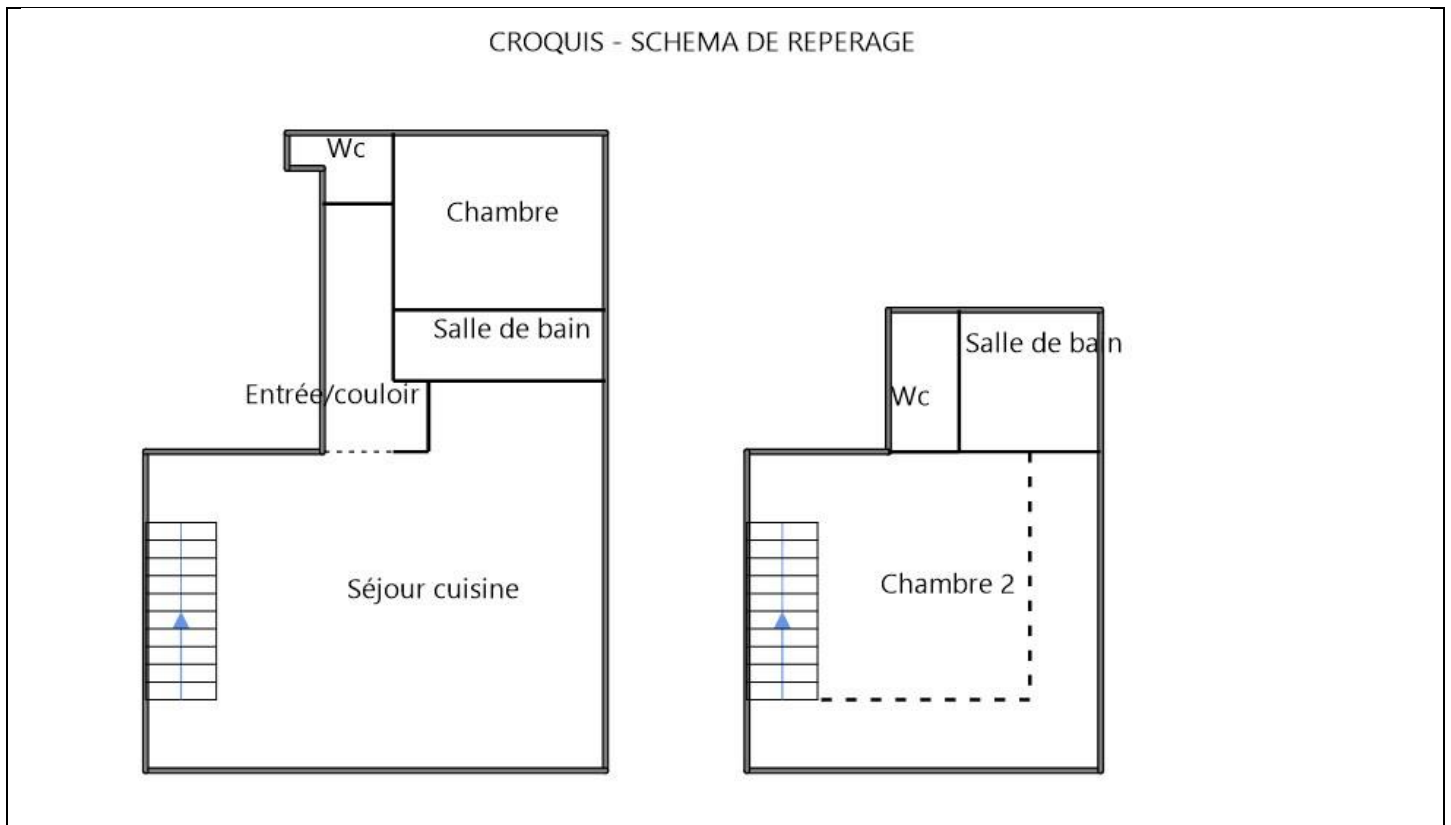 CROQUIS - SCHEMA DE REPERAGE
Wc
Chambre
Salle de bain
Entrée/couloir
Séjour cuisine
Salle de bain
Wc
Chambre 2